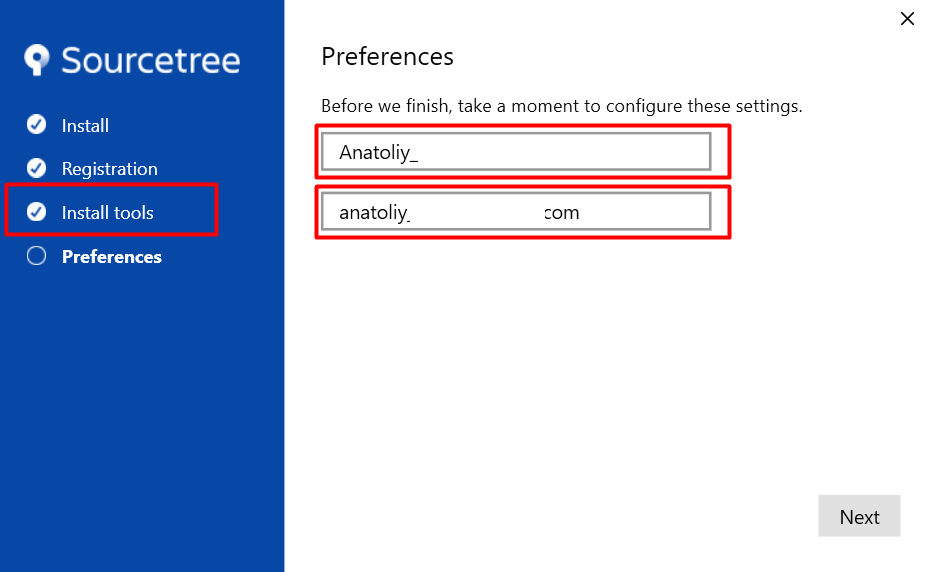 Sourcetree
Install
Registration
Install tools
Preferences
Preferences
Before we finish, take a moment to configure these settings.
Anatoliy_
anatoliy_ com
Next